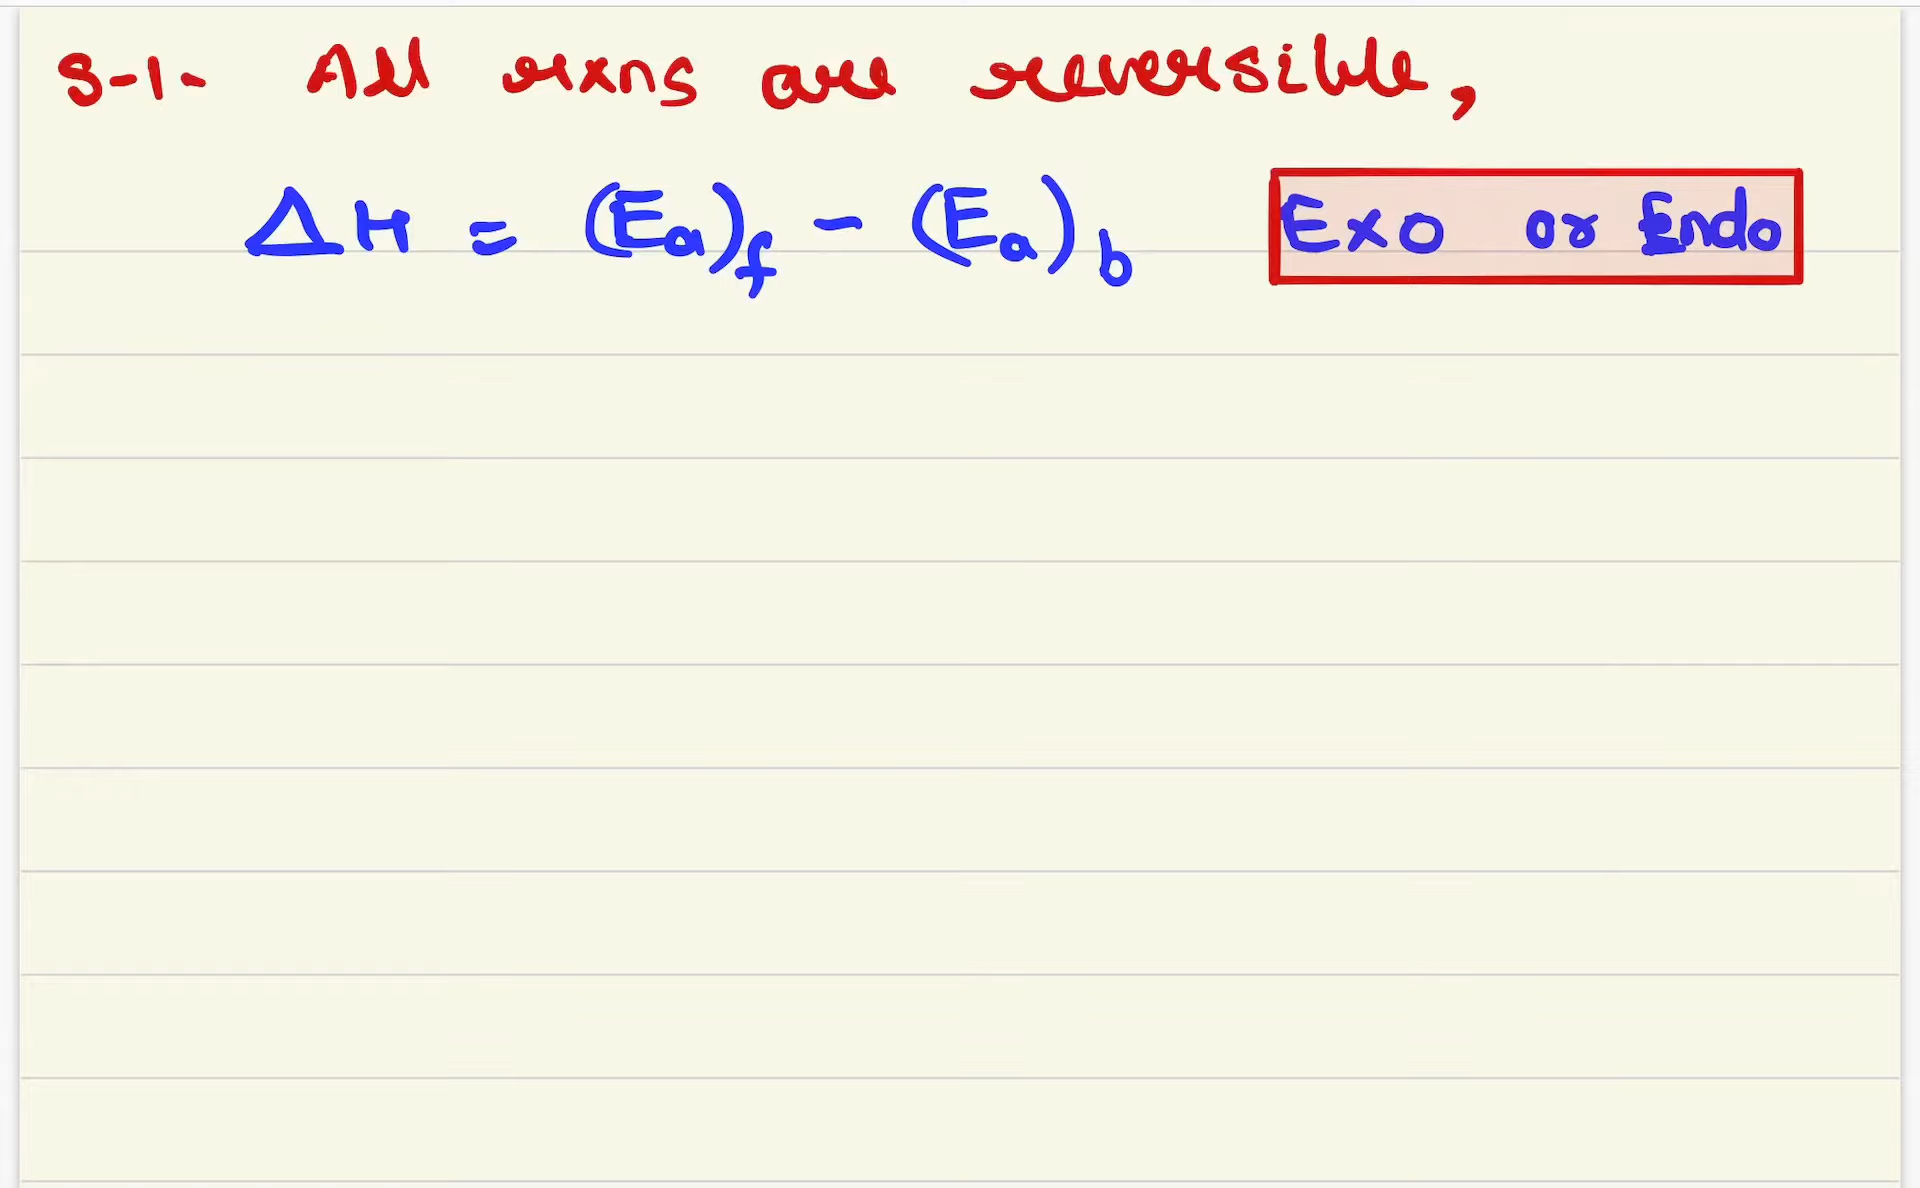 S-1- All rxns are reversible,
ΔH = (Ea)f - (Ea)b Exo or Endo